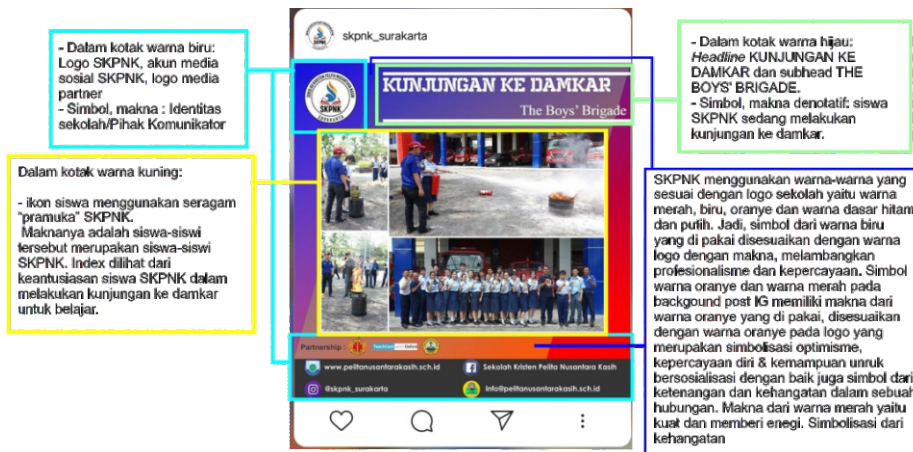 - Dalam kotak warna biru:
Logo SKPNK, akun media
sosial SKPNK, logo media
partner
- Simbol, makna : Identitas
sekolah/Pihak Komunikator
Dalam kotak warna kuning:
- ikon siswa menggunakan seragam
"pramuka" SKPNK.
Maknanya adalah siswa-siswi
tersebut merupakan siswa-siswi
SKPNK. Index dilihat dari
keantusiasan siswa SKPNK dalam
melakukan kunjungan ke damkar
untuk belajar.
skpnk_surakarta
SKPNK
SURAKARTA
KUNJUNGAN KE DAMKAR
The Boys' Brigade
Partnership :
www.pelitanusantarakasih.sch.id
Sekolah Kristen Pelita Nusantara Kasih
@skpnk_surakarta
info@pelitanusantarakasih.sch.id
- Dalam kotak warna hijau:
Headline KUNJUNGAN KE
DAMKAR dan subhead THE
BOYS' BRIGADE.
- Simbol, makna denotatif: siswa
SKPNK sedang melakukan
kunjungan ke damkar.
SKPNK menggunakan warna-warna yang
sesuai dengan logo sekolah yaitu warna
merah, biru, oranye dan warna dasar hitam
dan putih. Jadi, simbol dari warna biru
yang di pakai disesuaikan dengan warna
logo dengan makna, melambangkan
profesionalisme dan kepercayaan. Simbol
warna oranye dan warna merah pada
backgound post IG memiliki makna dari
warna oranye yang di pakai, disesuaikan
dengan warna oranye pada logo yang
merupakan simbolisasi optimisme,
kepercayaan diri & kemampuan unruk
bersosialisasi dengan baik juga simbol dari
ketenangan dan kehangatan dalam sebuah
hubungan. Makna dari warna merah yaitu
kuat dan memberi enegi. Simbolisasi dari
kehangatan